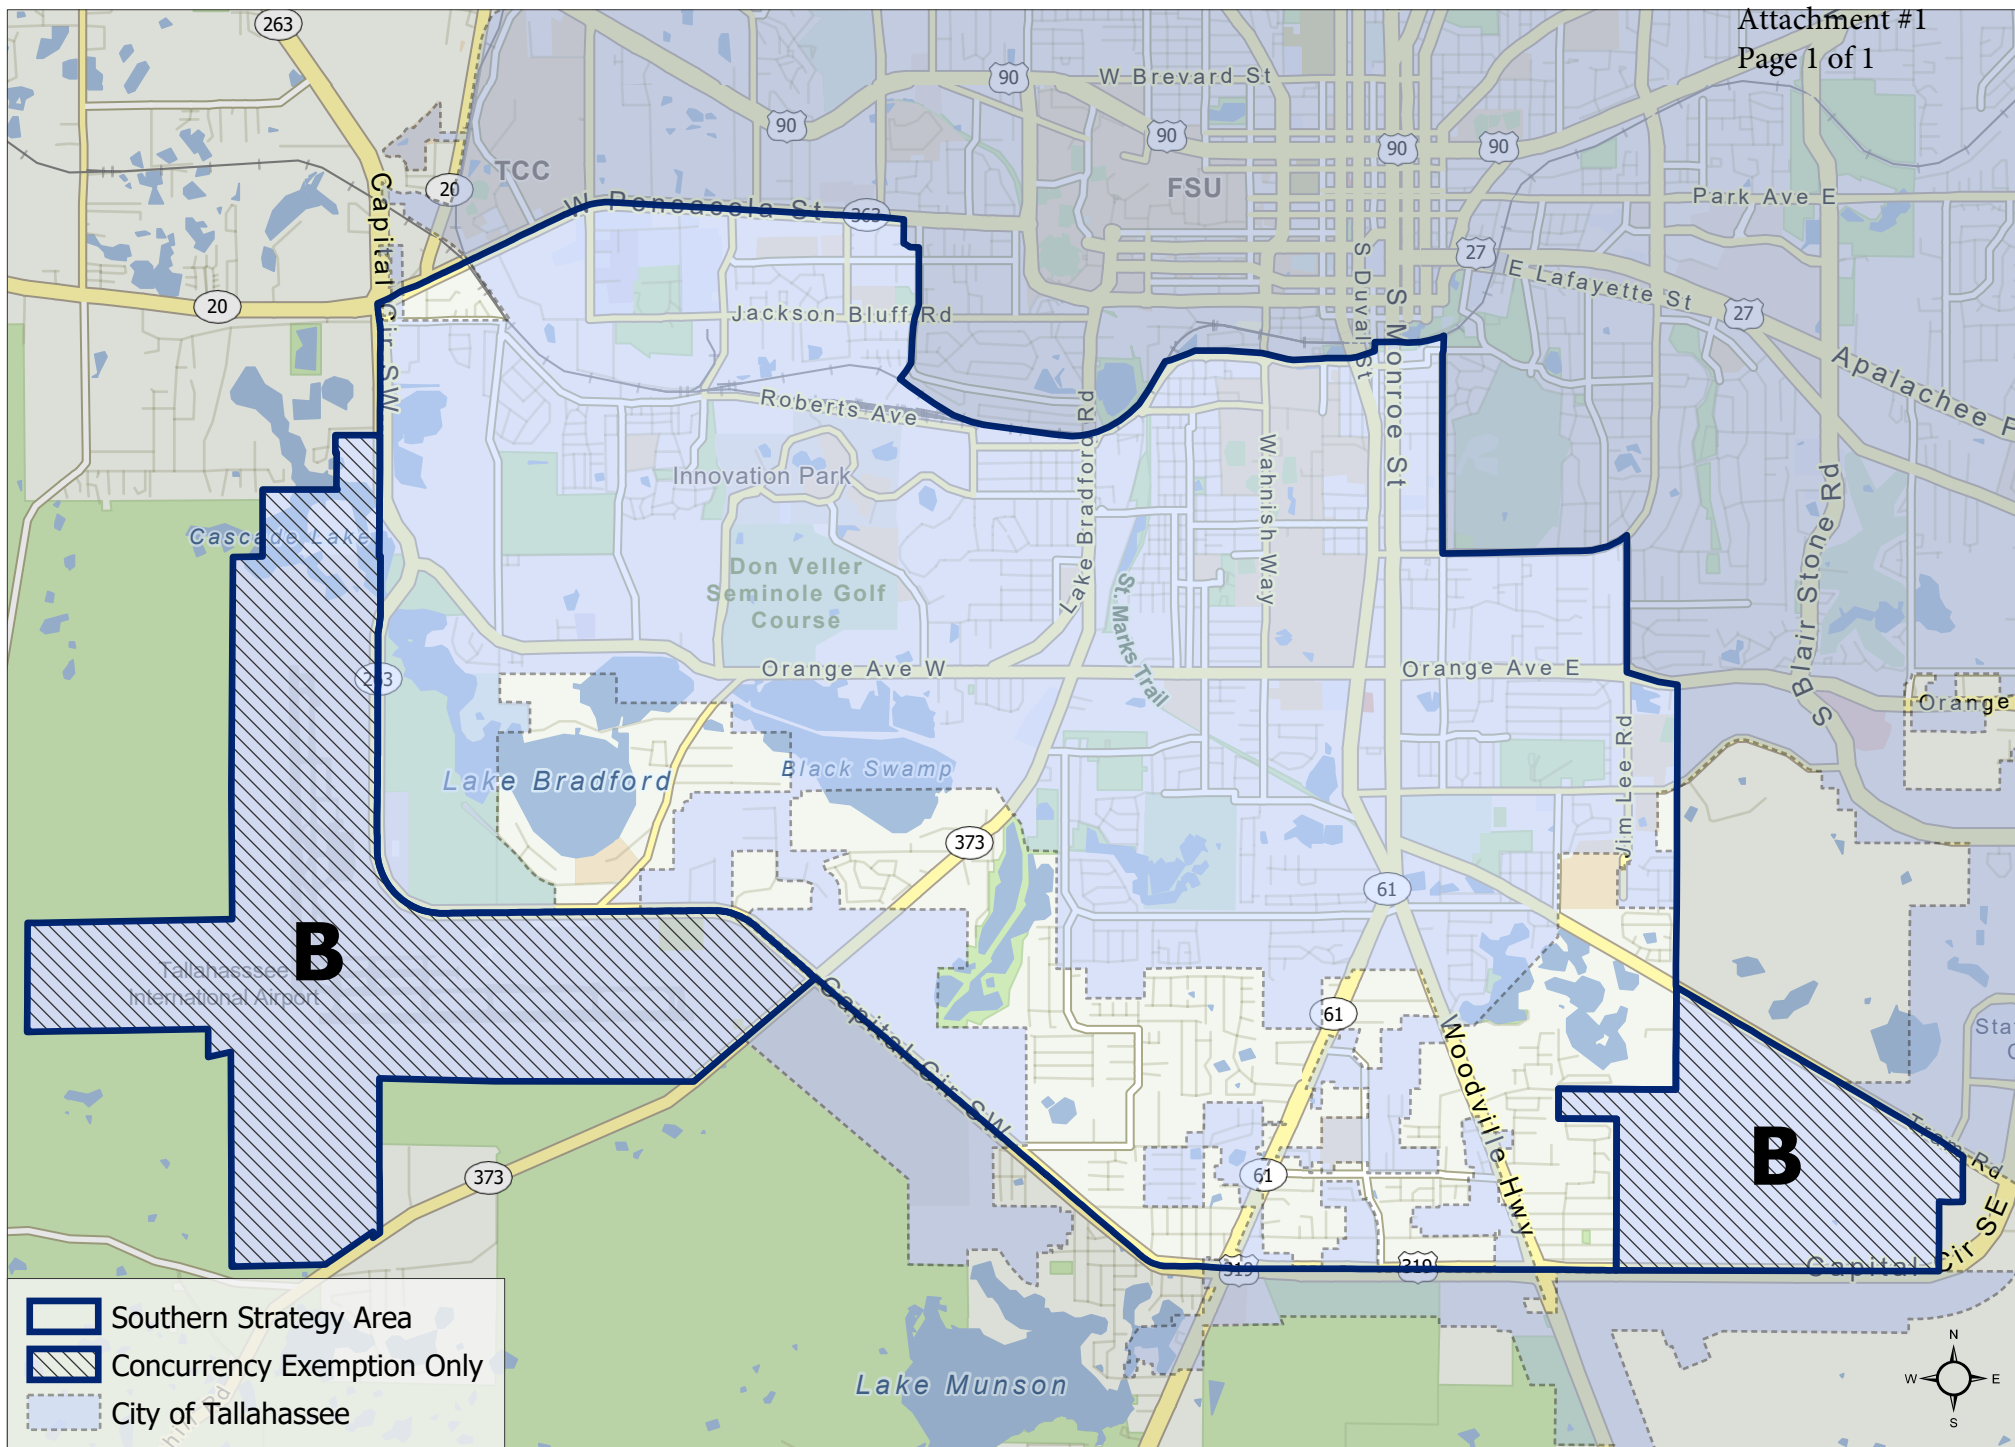 Attachment #1
Page 1 of 1
263
90
W Brevard St
90
90
90
90
TCC
20
FSU
Park Ave E
W Pensacola St
363
27
E Lafayette St
27
20
Capital Cir SW
Jackson Bluff Rd
S Duval St
S Monroe St
Apalachee P
Roberts Ave
Lake Bradford Rd
Innovation Park
Wahnish Way
Cascade Lake
S Blair Stone Rd
Don Veller
Seminole Golf
Course
St. Marks Trail
263
Orange Ave W
Orange Ave E
Orange
Jim Lee Rd
Lake Bradford
Black Swamp
373
61
B
Tallahasssee
International Airport
Capital Cir SW
61
Woodville Hwy
Sta
C
Tram Rd
B
373
61
Capital Cir SE
319
319
Southern Strategy Area
Concurrency Exemption Only
City of Tallahassee
Lake Munson
N
W
E
S